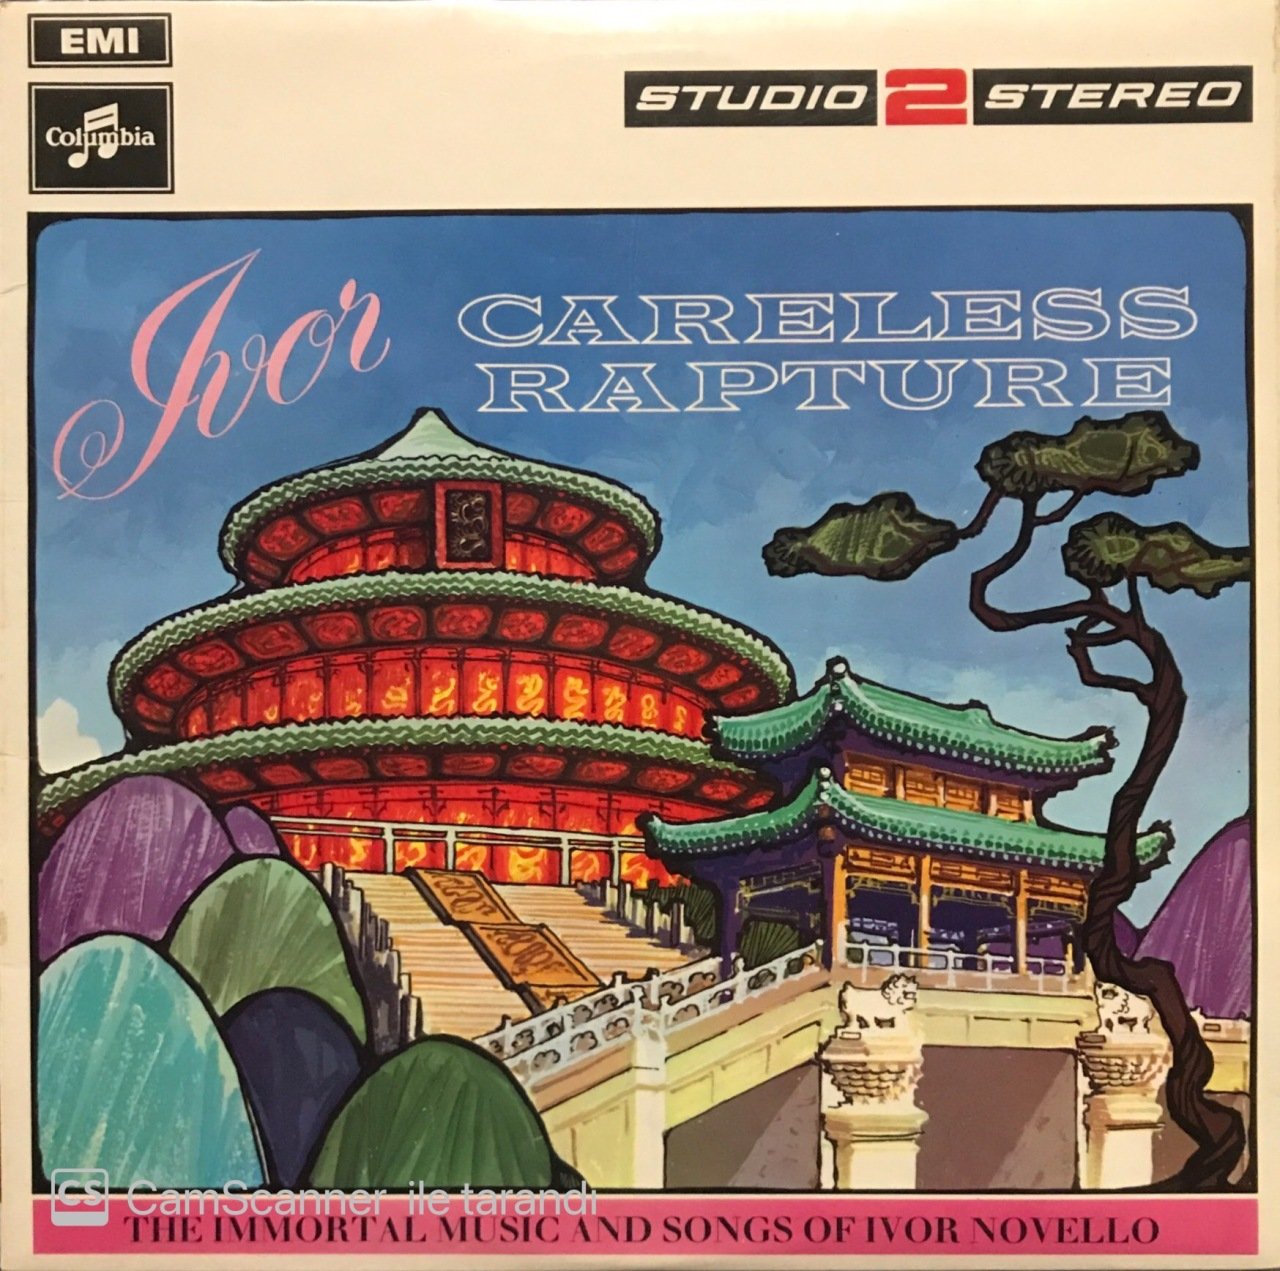 EMI
Columbia
STUDIO 2 STEREO
Ivor
CARELESS
RAPTURE
CS CamScanner ile tarandı
THE IMMORTAL MUSIC AND SONGS OF IVOR NOVELLO